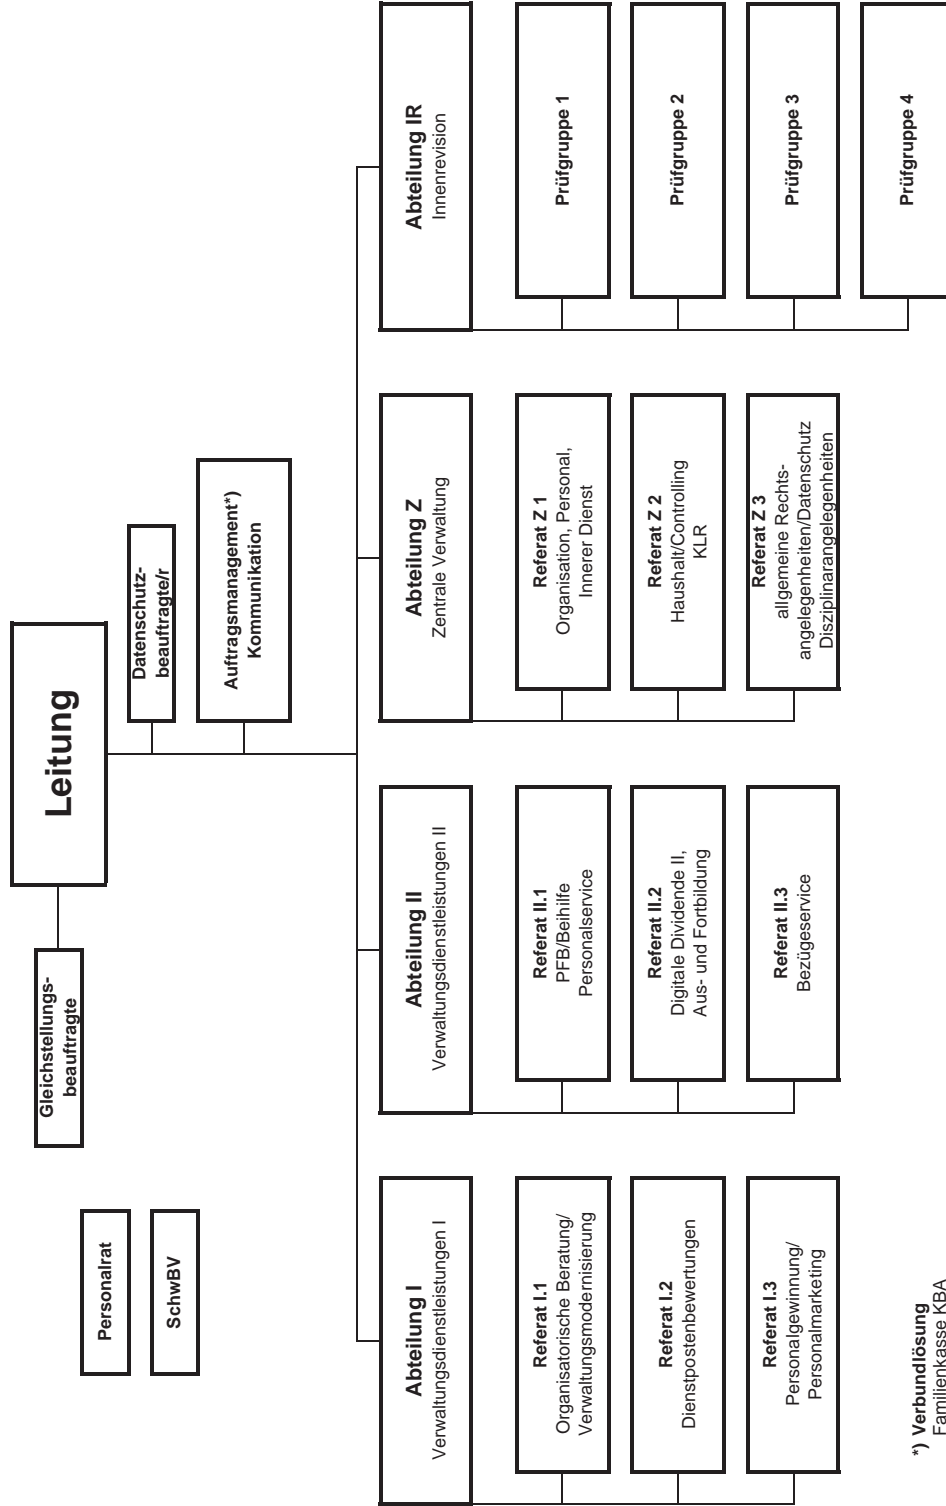 Leitung
Gleichstellungs-
beauftragte
Personalrat
SchwBV
Datenschutz-
beauftragte/r
Auftragsmanagement*)
Kommunikation
Abteilung I
Verwaltungsdienstleistungen I
Referat I.1
Organisatorische Beratung/
Verwaltungsmodernisierung
Referat I.2
Dienstpostenbewertungen
Referat I.3
Personalgewinnung/
Personalmarketing
Abteilung II
Verwaltungsdienstleistungen II
Referat II.1
PFB/Beihilfe
Personalservice
Referat II.2
Digitale Dividende II,
Aus- und Fortbildung
Referat II.3
Bezügeservice
Abteilung Z
Zentrale Verwaltung
Referat Z 1
Organisation, Personal,
Innerer Dienst
Referat Z 2
Haushalt/Controlling
KLR
Referat Z 3
allgemeine Rechts-
angelegenheiten/Datenschutz
Disziplinarangelegenheiten
Abteilung IR
Innenrevision
Prüfgruppe 1
Prüfgruppe 2
Prüfgruppe 3
Prüfgruppe 4
*) Verbundlösung
Familienkasse KBA